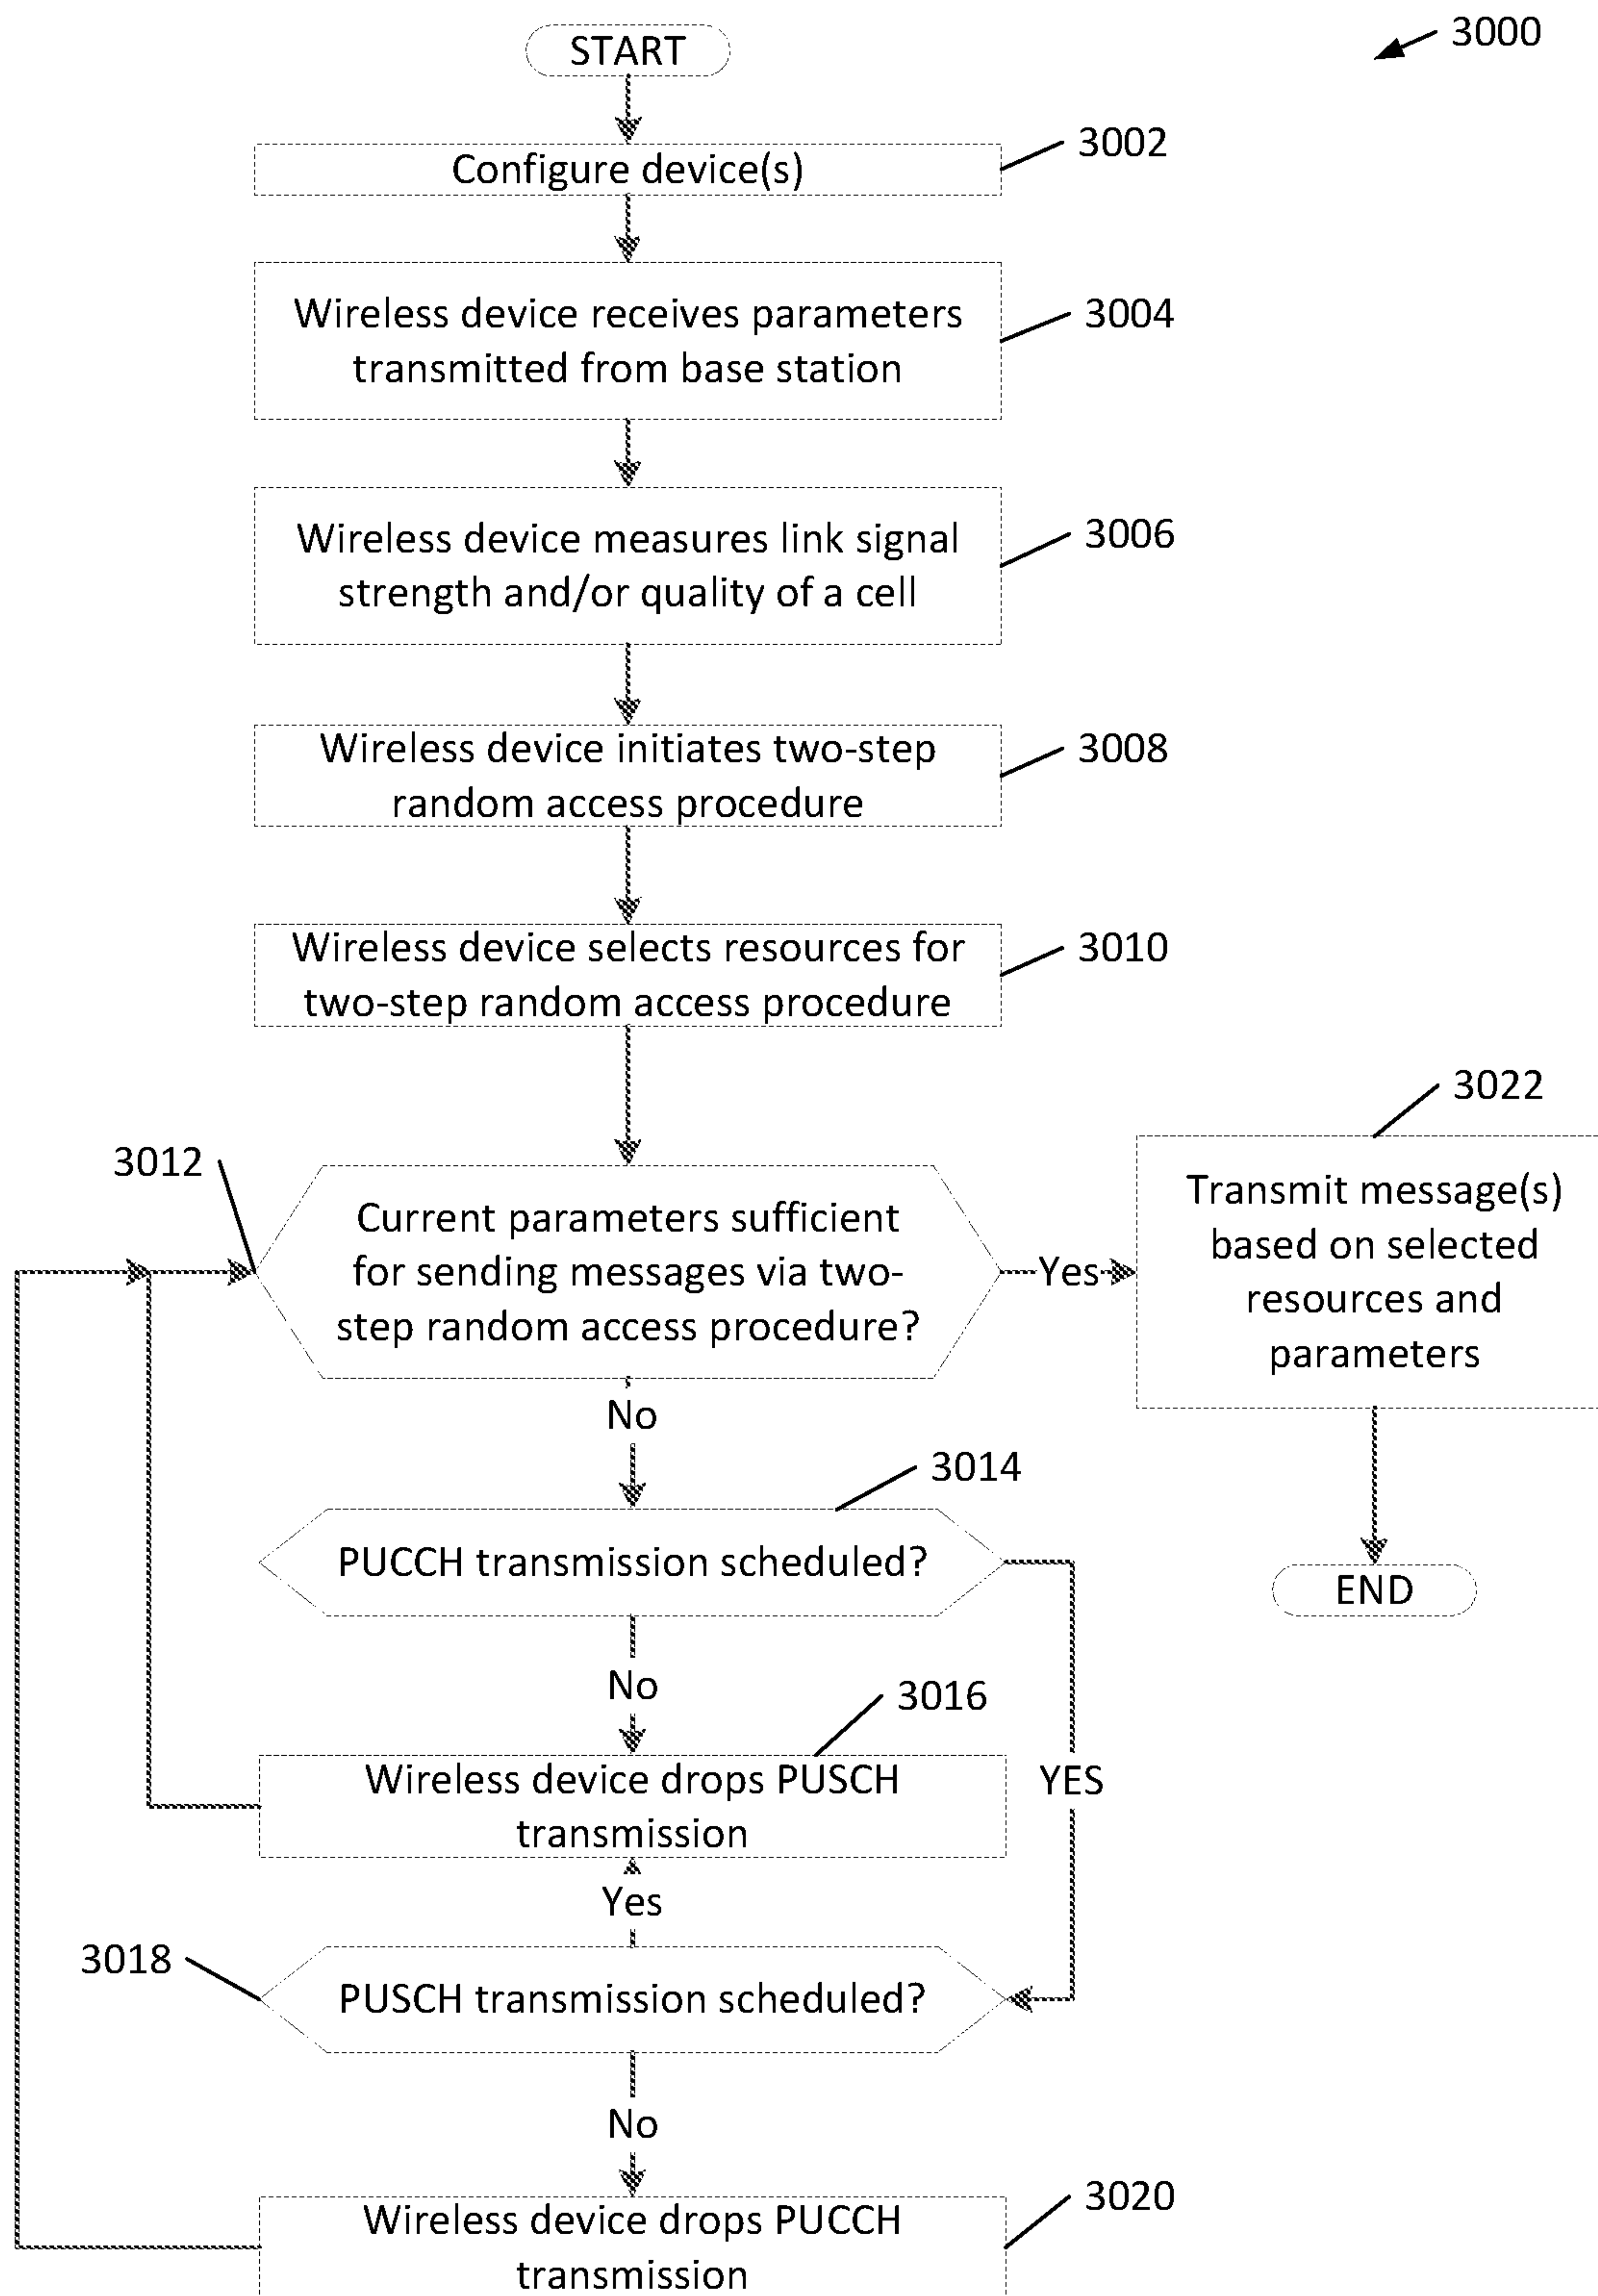 START
3000
Configure device(s)
3002
Wireless device receives parameters
transmitted from base station
3004
Wireless device measures link signal
strength and/or quality of a cell
3006
Wireless device initiates two-step
random access procedure
3008
Wireless device selects resources for
two-step random access procedure
3010
3012
Current parameters sufficient
for sending messages via two-
step random access procedure?
Yes
3022
Transmit message(s)
based on selected
resources and
parameters
END
No
3014
PUCCH transmission scheduled?
No
YES
3016
Wireless device drops PUSCH
transmission
Yes
3018
PUSCH transmission scheduled?
No
Wireless device drops PUCCH
transmission
3020